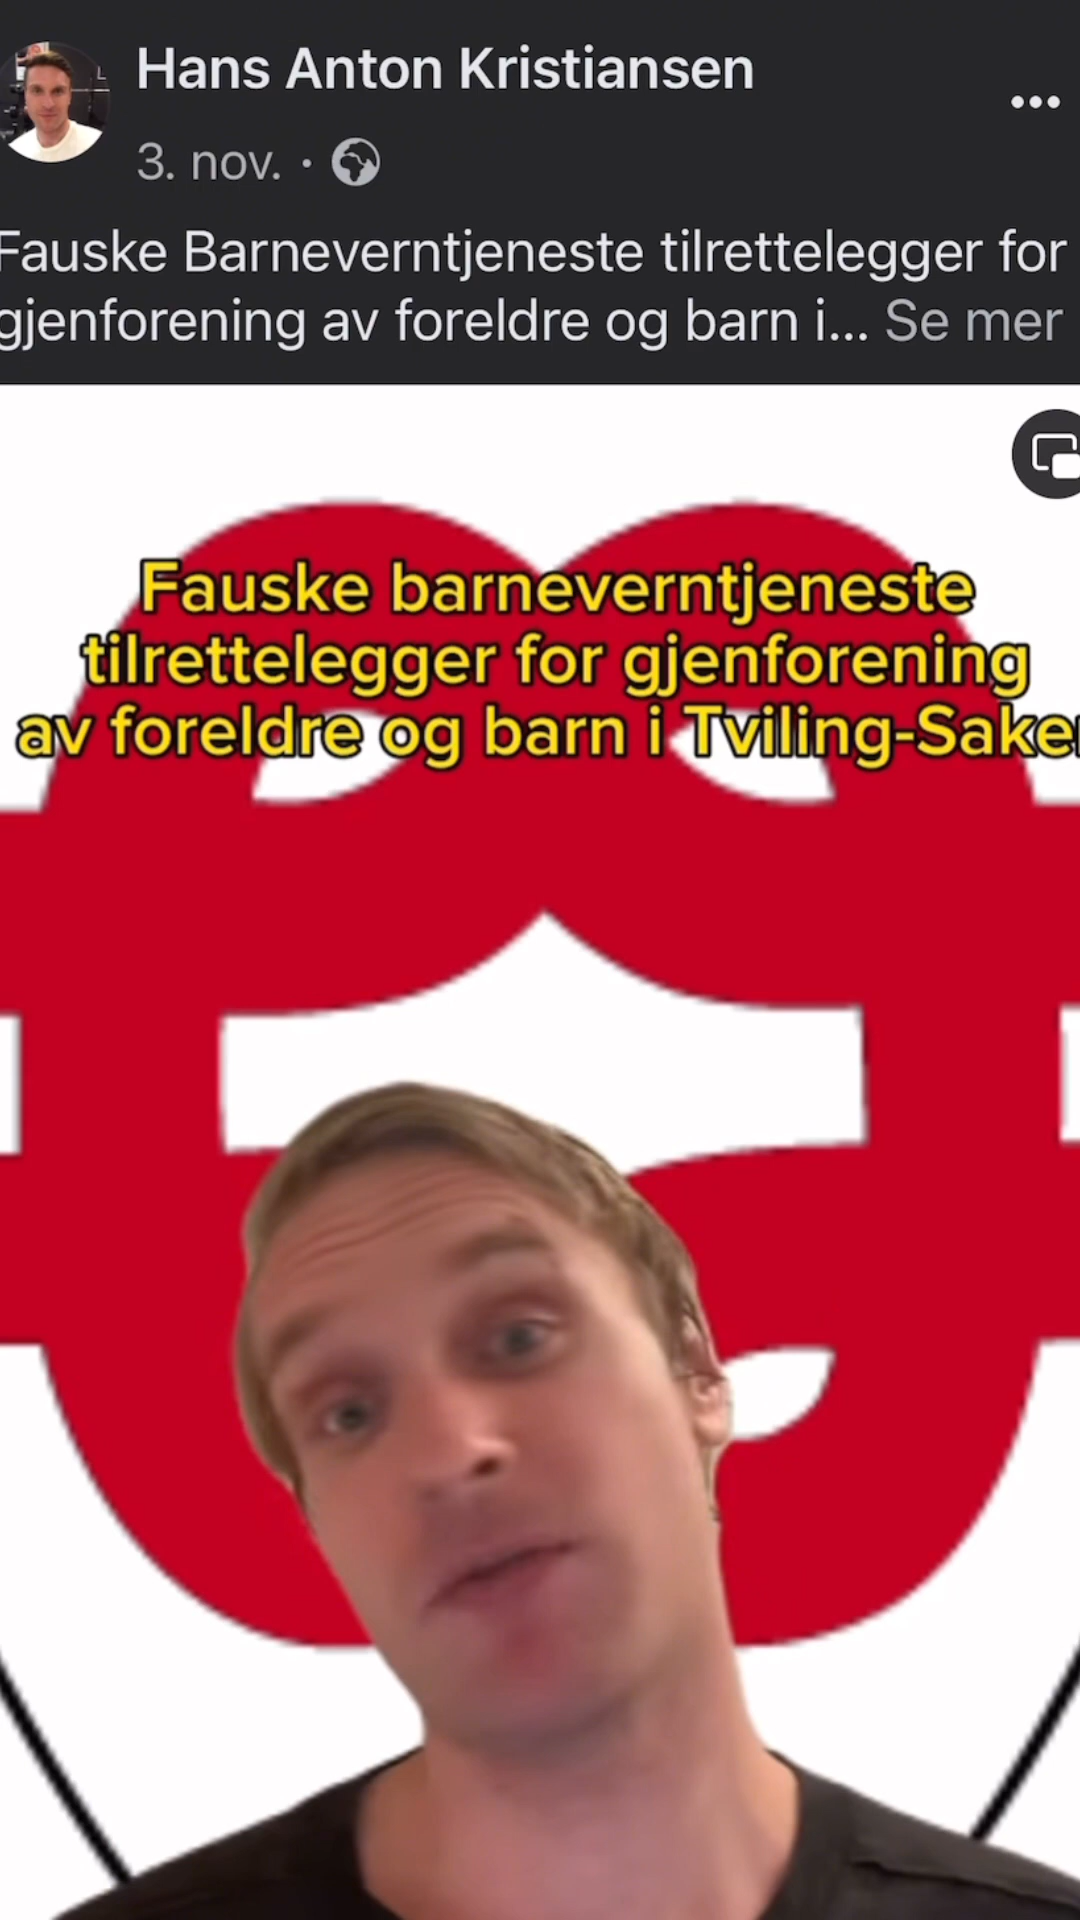 Hans Anton Kristiansen
3. nov. ·
Fauske Barneverntjeneste tilrettelegger for
gjenforening av foreldre og barn i... Se mer
Fauske barneverntjeneste
tilrettelegger for gjenforening
av foreldre og barn i Tviling-Saken